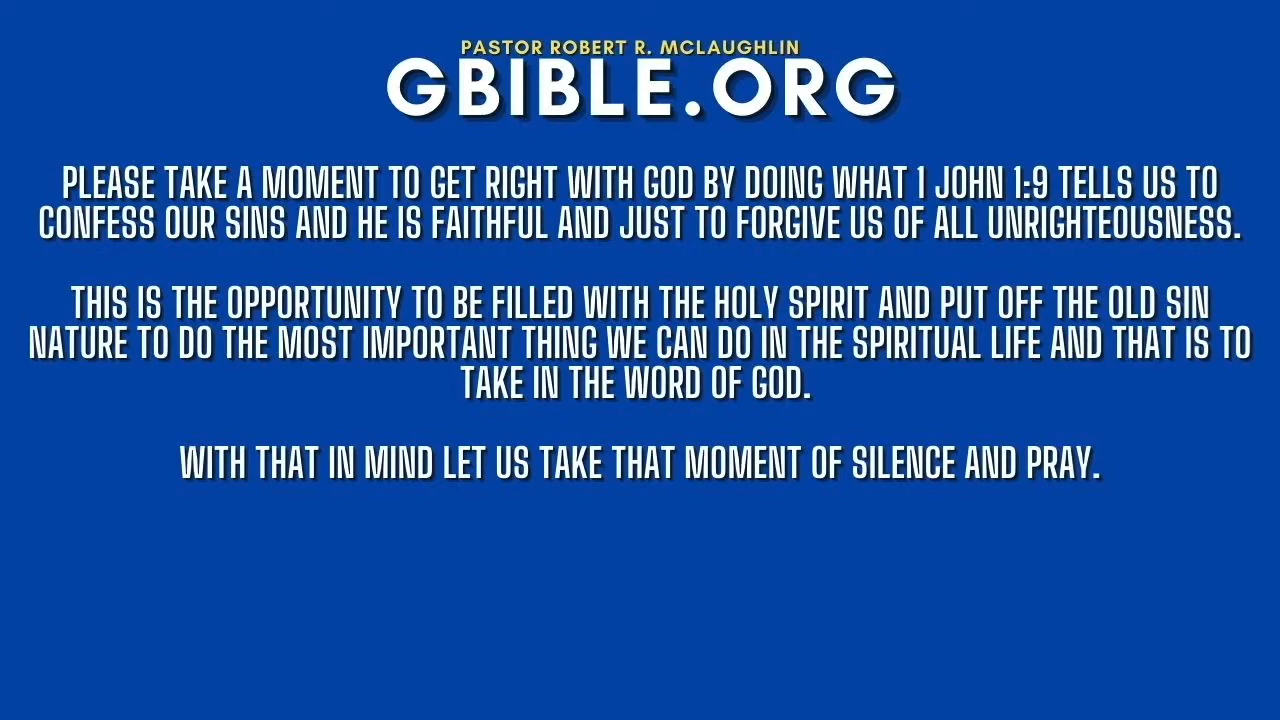 PASTOR ROBERT R. MCLAUGHLIN
GBIBLE.ORG
PLEASE TAKE A MOMENT TO GET RIGHT WITH GOD BY DOING WHAT 1 JOHN 1:9 TELLS US TO
CONFESS OUR SINS AND HE IS FAITHFUL AND JUST TO FORGIVE US OF ALL UNRIGHTEOUSNESS.
THIS IS THE OPPORTUNITY TO BE FILLED WITH THE HOLY SPIRIT AND PUT OFF THE OLD SIN
NATURE TO DO THE MOST IMPORTANT THING WE CAN DO IN THE SPIRITUAL LIFE AND THAT IS TO
TAKE IN THE WORD OF GOD.
WITH THAT IN MIND LET US TAKE THAT MOMENT OF SILENCE AND PRAY.